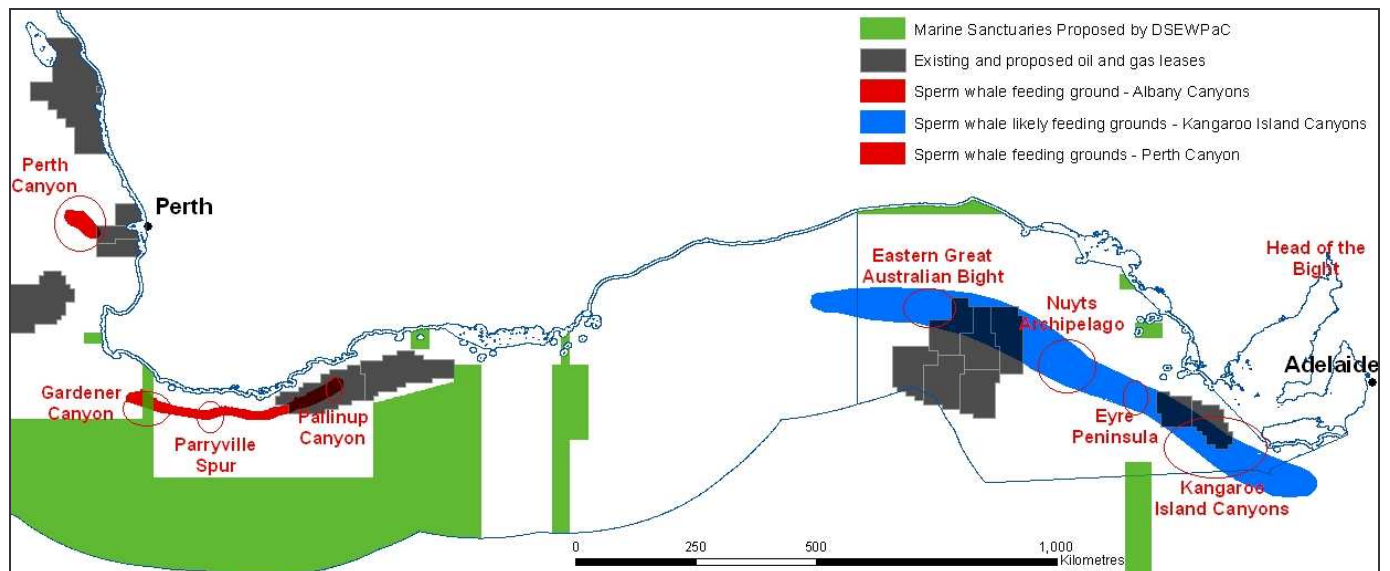 Marine Sanctuaries Proposed by DSEWPaC
Existing and proposed oil and gas leases
Sperm whale feeding ground - Albany Canyons
Sperm whale likely feeding grounds - Kangaroo Island Canyons
Sperm whale feeding grounds - Perth Canyon
Perth
Canyon
Perth
Eastern Great
Australian Bight
Head of the
Bight
Nuyts
Archipelago
Adelaide
Gardener
Canyon
Parryville
Spur
Pallinup
Canyon
Eyre
Peninsula
Kangaroo
Island Canyons
0 250 500 1,000
Kilometres